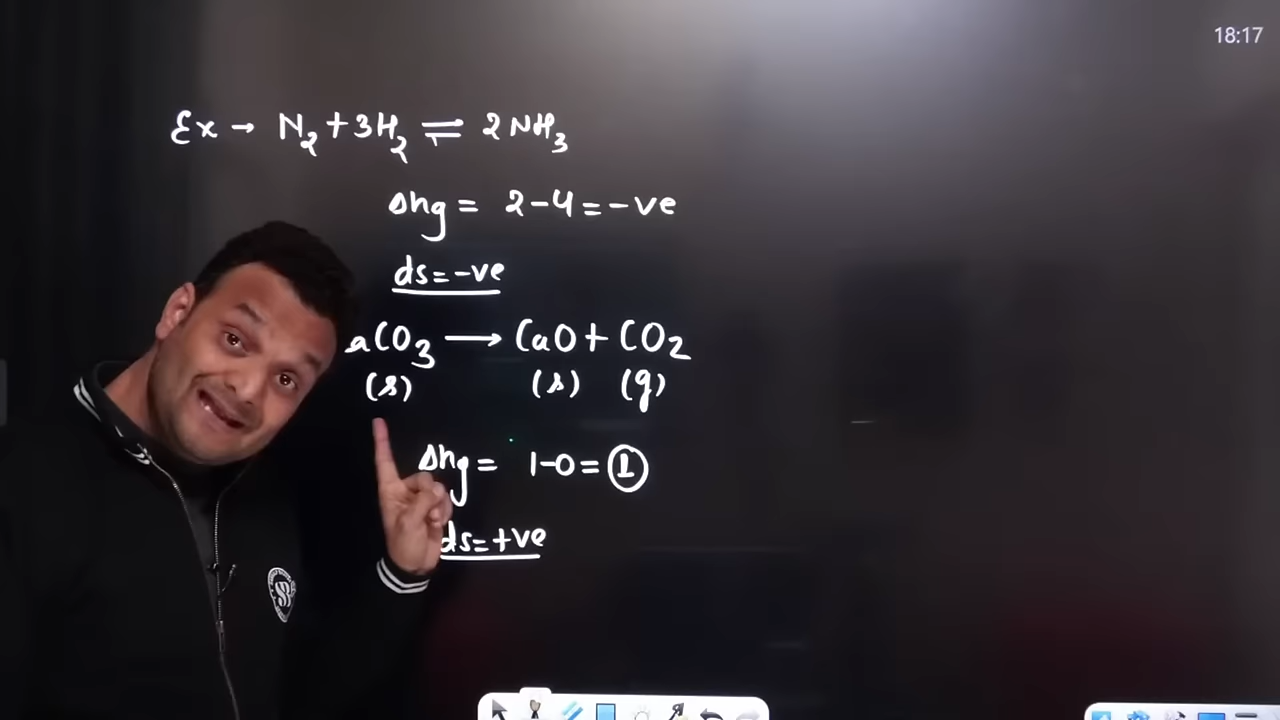 18:17
Ex → N₂ + 3H₂ ⇌ 2NH₃
Δng = 2-4 = -ve
ds = -ve
aCO₃ ⟶ CaO + CO₂
(s) (s) (g)
Δng = 1-0 = 1
ds = +ve